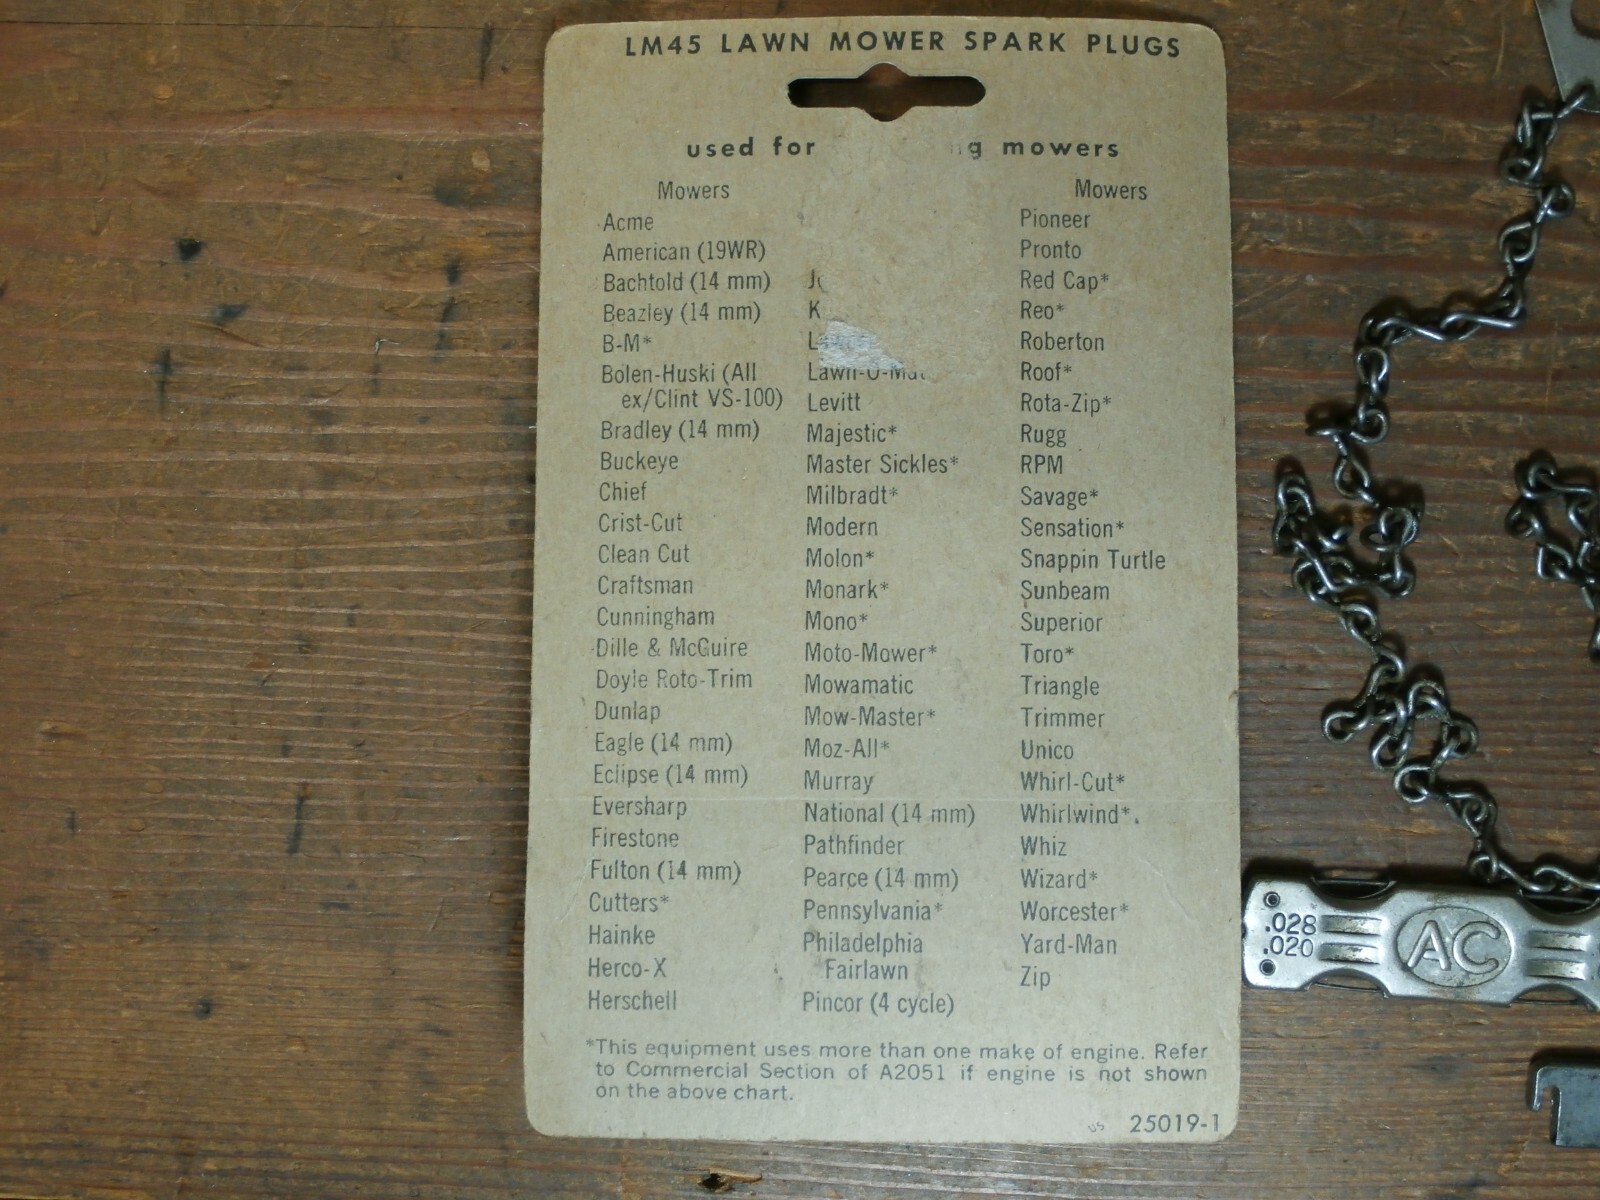 LM45 LAWN MOWER SPARK PLUGS
used for mowers
Mowers
Acme
American (19WR)
Bachtold (14 mm)
Beazley (14 mm)
B-M*
Bolen-Huski (All
ex/Clint VS-100)
Bradley (14 mm)
Buckeye
Chief
Crist-Cut
Clean Cut
Craftsman
Cunningham
Dille & McGuire
Doyle Roto-Trim
Dunlap
Eagle (14 mm)
Eclipse (14 mm)
Eversharp
Firestone
Fulton (14 mm)
Cutters*
Hainke
Herco-X
Herschell
Levitt
Majestic*
Master Sickles*
Milbradt*
Modern
Molon*
Monark*
Mono*
Moto-Mower*
Mowamatic
Mow-Master*
Moz-All*
Murray
National (14 mm)
Pathfinder
Pearce (14 mm)
Pennsylvania*
Philadelphia
Fairlawn
Pincor (4 cycle)
Mowers
Pioneer
Pronto
Red Cap*
Reo*
Roberton
Roof*
Rota-Zip*
Rugg
RPM
Savage*
Sensation*
Snappin Turtle
Sunbeam
Superior
Toro*
Triangle
Trimmer
Unico
Whirl-Cut*
Whirlwind*
Whiz
Wizard*
Worcester*
Yard-Man
Zip
*This equipment uses more than one make of engine. Refer
to Commercial Section of A2051 if engine is not shown
on the above chart.
25019-1
.028
.020
AC